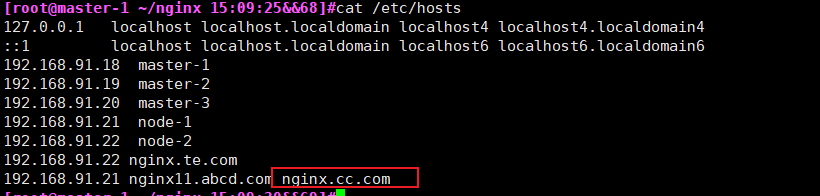 [root@master-1 ~/nginx 15:09:25&&68]#cat /etc/hosts
127.0.0.1   localhost localhost.localdomain localhost4 localhost4.localdomain4
::1         localhost localhost.localdomain localhost6 localhost6.localdomain6
192.168.91.18  master-1
192.168.91.19  master-2
192.168.91.20  master-3
192.168.91.21  node-1
192.168.91.22  node-2
192.168.91.22 nginx.te.com
192.168.91.21 nginx11.abcd.com nginx.cc.com